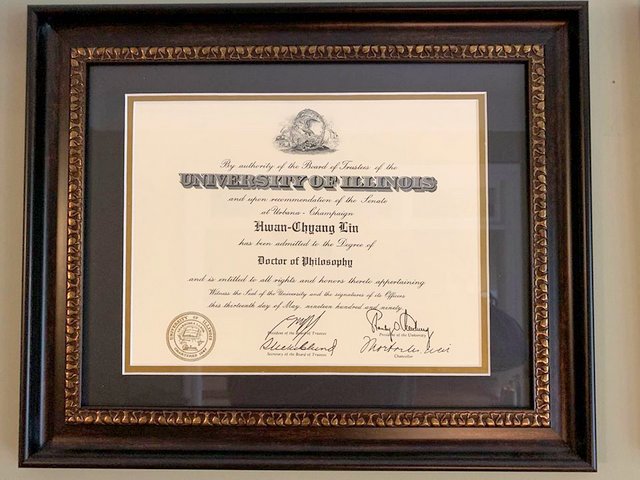 By authority of the Board of Trustees of the
UNIVERSITY OF ILLINOIS
and upon recommendation of the Senate
at Urbana - Champaign
Hwan-Chyang Lin
has been admitted to the Degree of
Doctor of Philosophy
and is entitled to all rights and honors thereto appertaining
Witness the Seal of the University and the signatures of its Officers
this thirteenth day of May, nineteen hundred and ninety
President of the Board of Trustees
President of the University
Secretary of the Board of Trustees
Chancellor
UNIVERSITY OF ILLINOIS